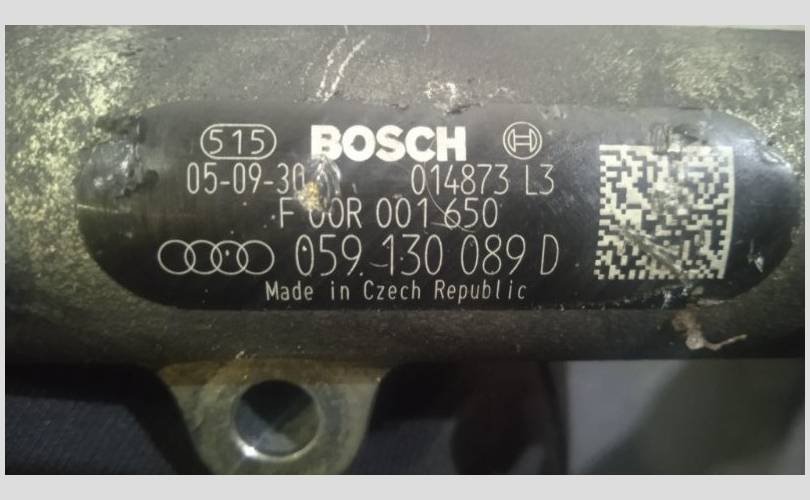 515 BOSCH
05-09-30 014873 L3
F 00R 001 650
059 130 089 D
Made in Czech Republic